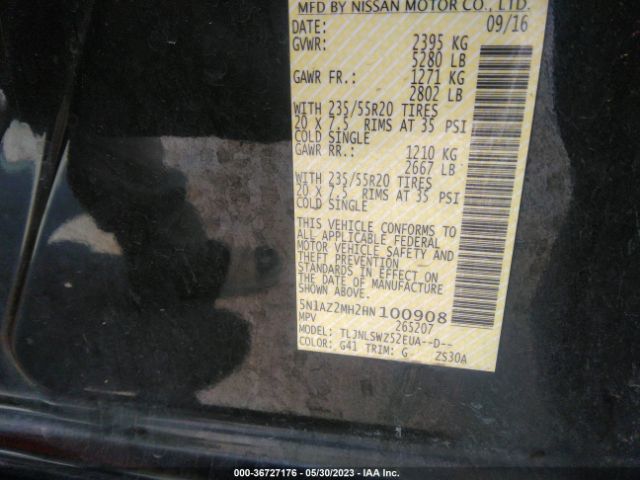 MFD BY NISSAN MOTOR CO., LTD.
DATE: 09/16
GVWR: 2395 KG
5280 LB
GAWR FR.: 1271 KG
2802 LB
WITH 235/55R20 TIRES
20 X 7.5 RIMS AT 35 PSI
COLD SINGLE
GAWR RR.: 1210 KG
2667 LB
WITH 235/55R20 TIRES
20 X 7.5 RIMS AT 35 PSI
COLD SINGLE
THIS VEHICLE CONFORMS TO
ALL APPLICABLE FEDERAL
MOTOR VEHICLE SAFETY AND
THEFT PREVENTION
STANDARDS IN EFFECT ON
THE DATE OF MANUFACTURE
SHOWN ABOVE.
5N1AZ2MH2HN100908
MPV 265207
MODEL: TLJNLSWZ52EUA--D--
COLOR: G41 TRIM: G ZS30A
000-36727176 - 05/30/2023 - IAA Inc.